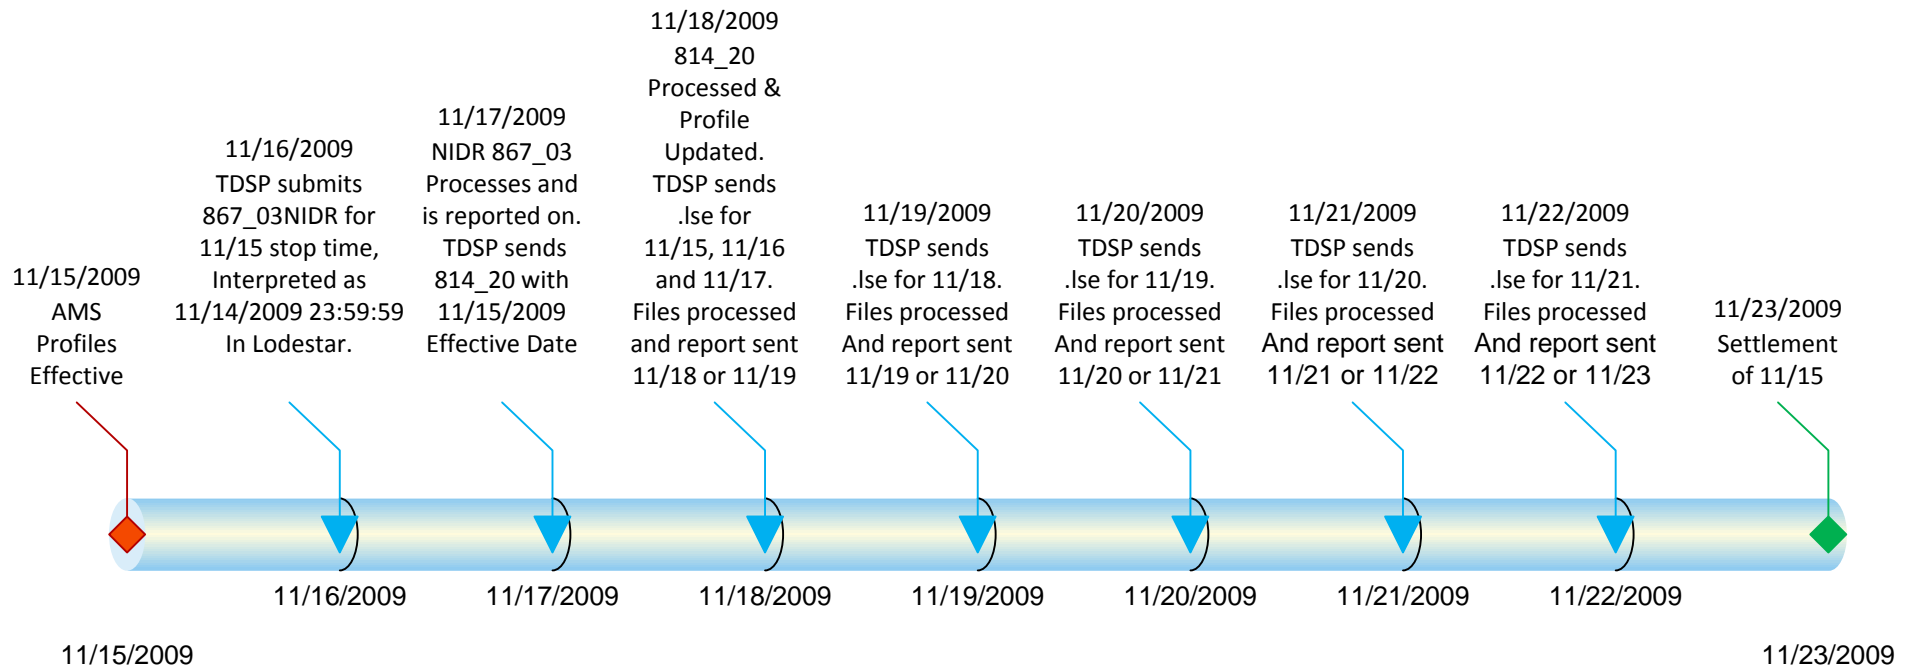 11/15/2009
AMS
Profiles
Effective
11/16/2009
TDSP submits
867_03NIDR for
11/15 stop time,
Interpreted as
11/14/2009 23:59:59
In Lodestar.
11/17/2009
NIDR 867_03
Processes and
is reported on.
TDSP sends
814_20 with
11/15/2009
Effective Date
11/18/2009
814_20
Processed &
Profile
Updated.
TDSP sends
.lse for
11/15, 11/16
and 11/17.
Files processed
and report sent
11/18 or 11/19
11/19/2009
TDSP sends
.lse for 11/18.
Files processed
And report sent
11/19 or 11/20
11/20/2009
TDSP sends
.lse for 11/19.
Files processed
And report sent
11/20 or 11/21
11/21/2009
TDSP sends
.lse for 11/20.
Files processed
And report sent
11/21 or 11/22
11/22/2009
TDSP sends
.lse for 11/21.
Files processed
And report sent
11/22 or 11/23
11/23/2009
Settlement
of 11/15
11/16/2009
11/17/2009
11/18/2009
11/19/2009
11/20/2009
11/21/2009
11/22/2009
11/15/2009
11/23/2009